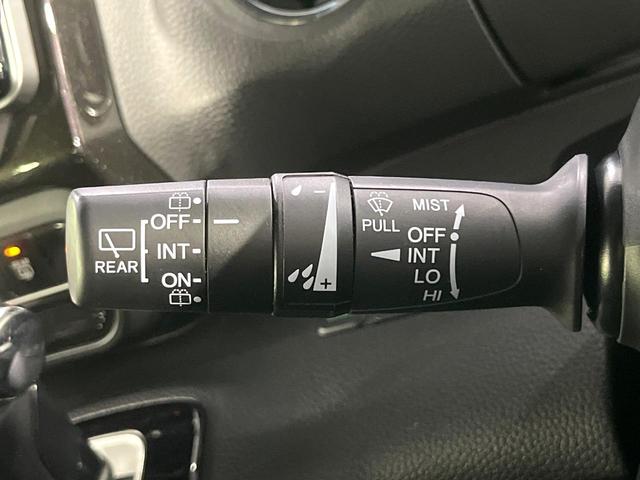 REAR
OFF
INT
ON
−
+
PULL
MIST
OFF
INT
LO
HI